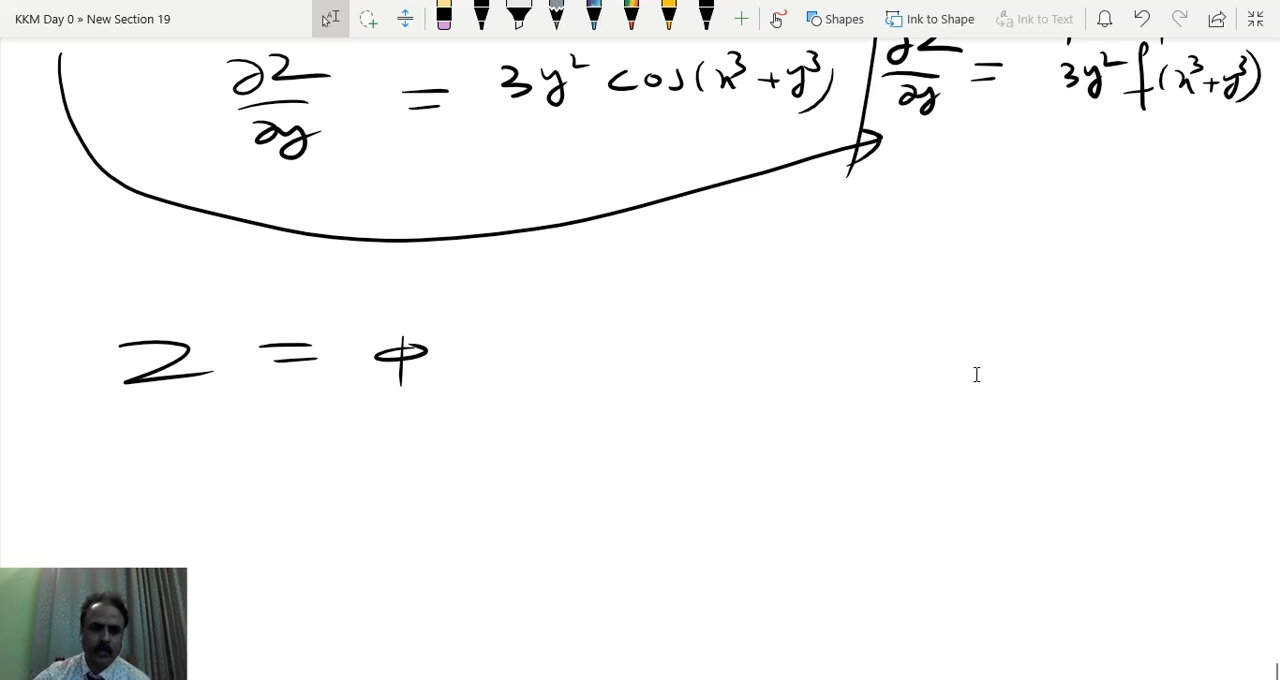 KKM Day 0 » New Section 19 Shapes Ink to Shape Ink to Text
∂z/∂y = 3y² cos(x³+y³) ∂z/∂y = 3y² f'(x³+y³)
z = φ